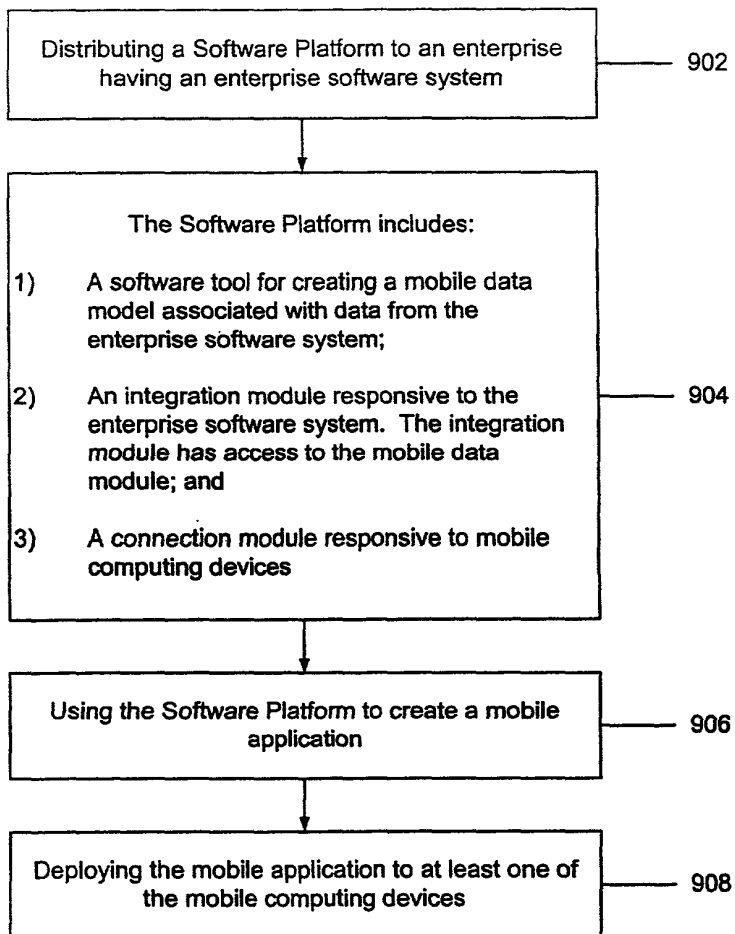 Distributing a Software Platform to an enterprise
having an enterprise software system
902
The Software Platform includes:
1) A software tool for creating a mobile data
model associated with data from the
enterprise software system;
2) An integration module responsive to the
enterprise software system. The integration
module has access to the mobile data
module; and
3) A connection module responsive to mobile
computing devices
904
Using the Software Platform to create a mobile
application
906
Deploying the mobile application to at least one of
the mobile computing devices
908